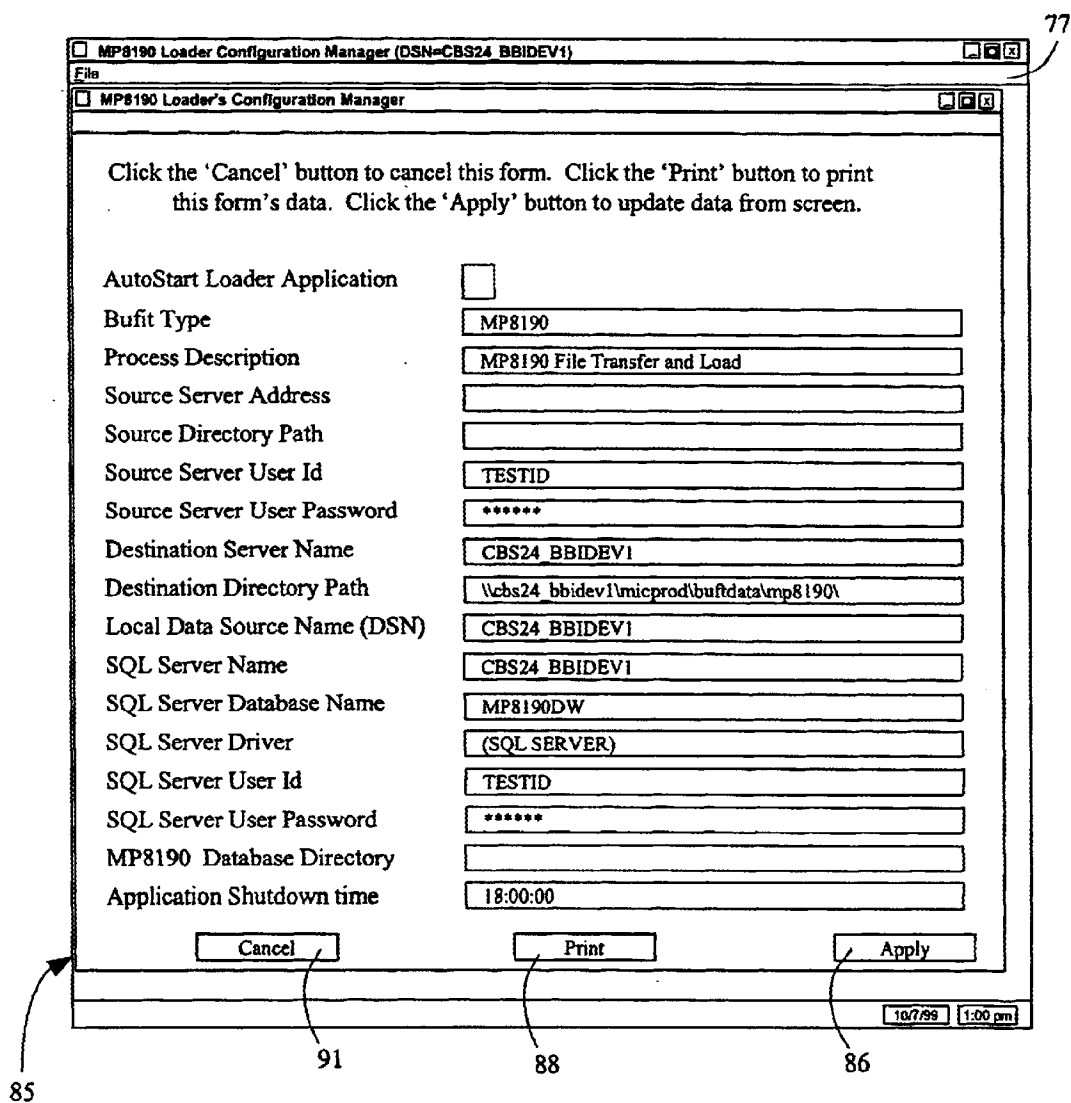 77
MP8190 Loader Configuration Manager (DSN=CBS24_BBIDEV1)
File
MP8190 Loader's Configuration Manager
Click the ‘Cancel’ button to cancel this form. Click the ‘Print’ button to print
this form’s data. Click the ‘Apply’ button to update data from screen.
AutoStart Loader Application
Bufit Type MP8190
Process Description MP8190 File Transfer and Load
Source Server Address
Source Directory Path
Source Server User Id TESTID
Source Server User Password ******
Destination Server Name CBS24_BBIDEV1
Destination Directory Path \\cbs24_bbidev1\micprod\buftdata\mp8190\
Local Data Source Name (DSN) CBS24_BBIDEV1
SQL Server Name CBS24_BBIDEV1
SQL Server Database Name MP8190DW
SQL Server Driver (SQL SERVER)
SQL Server User Id TESTID
SQL Server User Password ******
MP8190 Database Directory
Application Shutdown time 18:00:00
Cancel Print Apply
10/7/99 1:00 pm
91 88 86
85